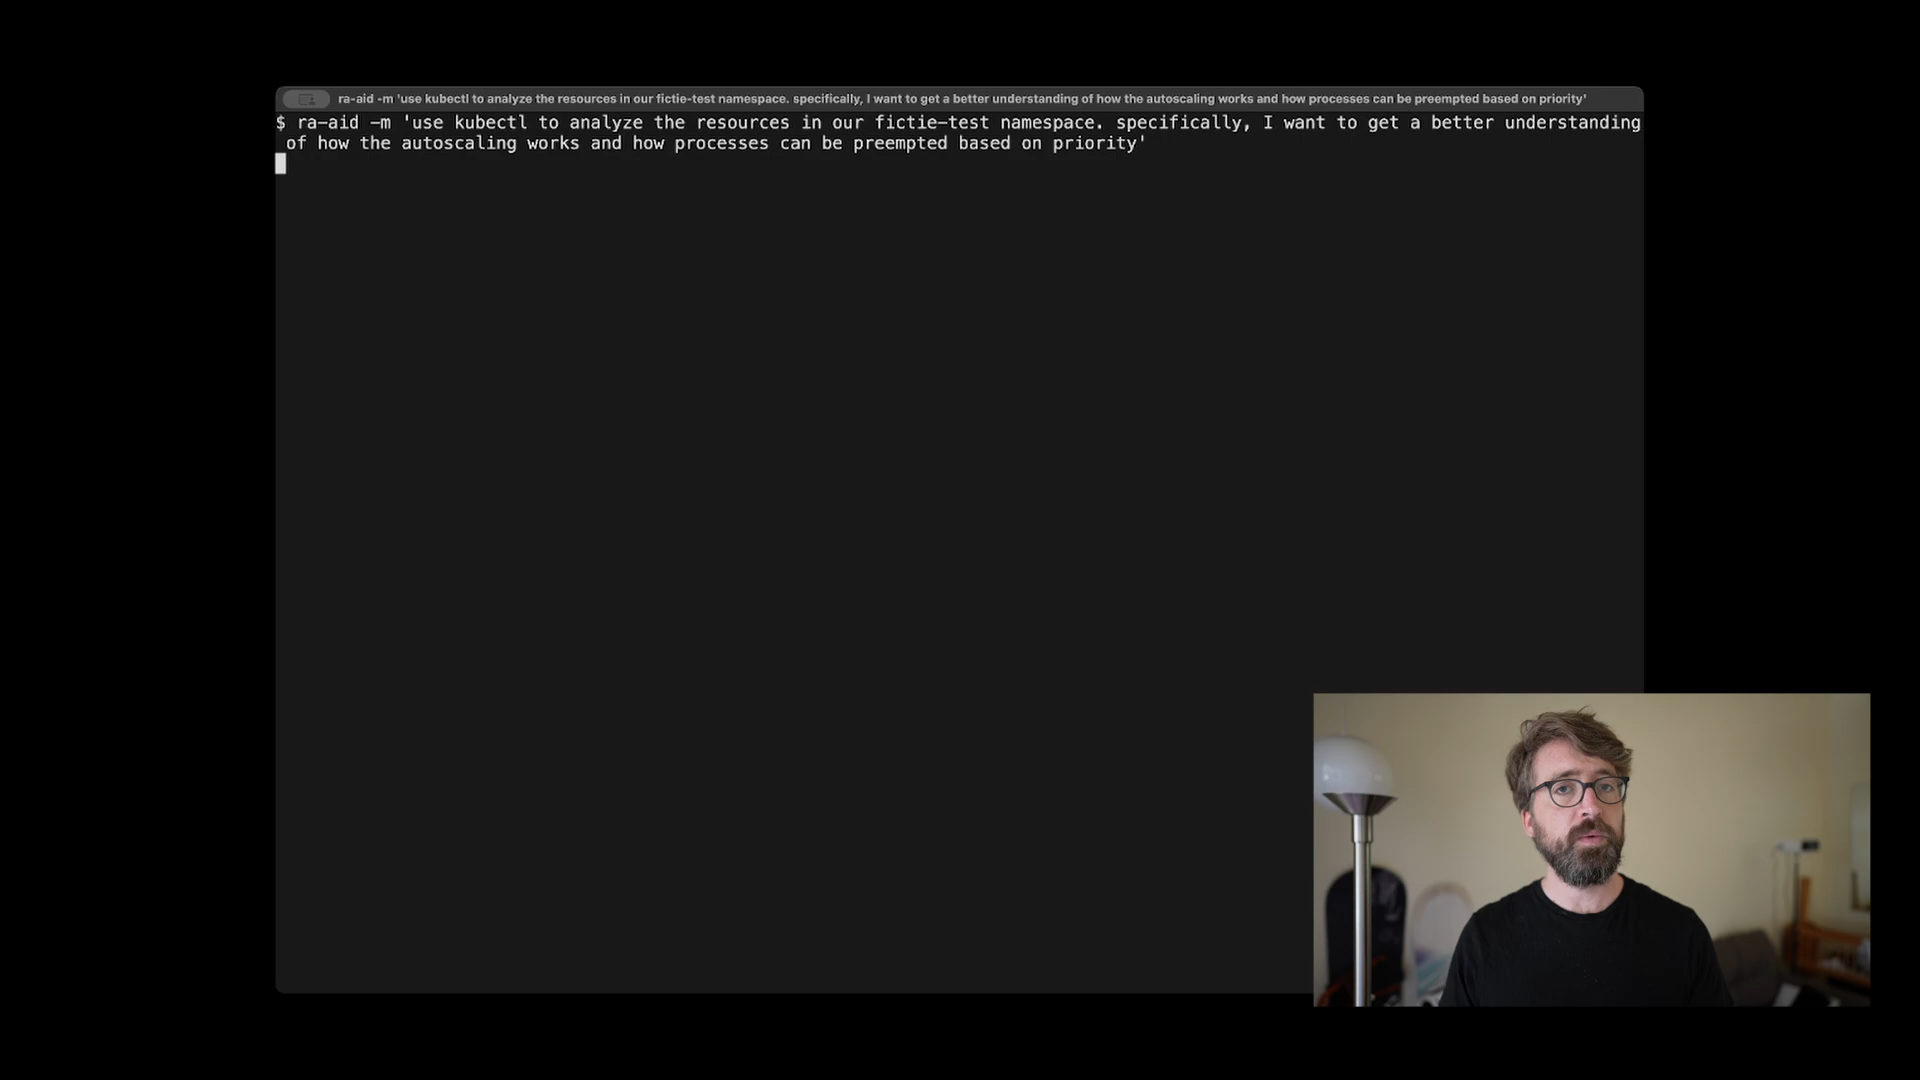 ra-aid -m 'use kubectl to analyze the resources in our fictie-test namespace. specifically, I want to get a better understanding of how the autoscaling works and how processes can be preempted based on priority'
$ ra-aid -m 'use kubectl to analyze the resources in our fictie-test namespace. specifically, I want to get a better understanding
of how the autoscaling works and how processes can be preempted based on priority'